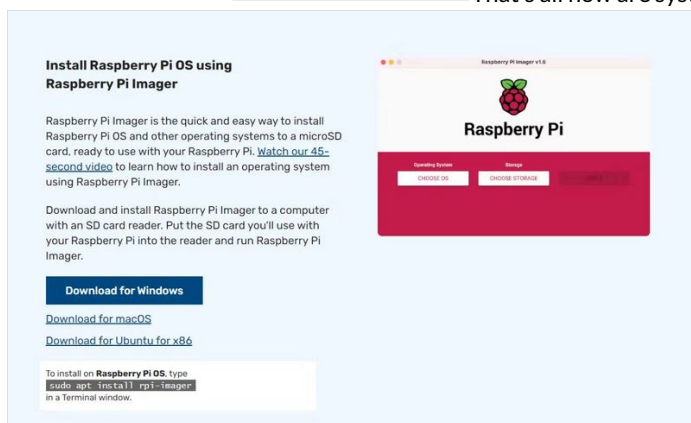 That's all now are syst
Install Raspberry Pi OS using
Raspberry Pi Imager
Raspberry Pi Imager is the quick and easy way to install
Raspberry Pi OS and other operating systems to a microSD
card, ready to use with your Raspberry Pi. Watch our 45-
second video to learn how to install an operating system
using Raspberry Pi Imager.
Download and install Raspberry Pi Imager to a computer
with an SD card reader. Put the SD card you'll use with
your Raspberry Pi into the reader and run Raspberry Pi
Imager.
Download for Windows
Download for macOS
Download for Ubuntu for x86
To install on Raspberry Pi OS, type
sudo apt install rpi-imager
in a Terminal window.
Raspberry Pi Imager v1.6
Raspberry Pi
Operating System
Storage
CHOOSE OS
CHOOSE STORAGE